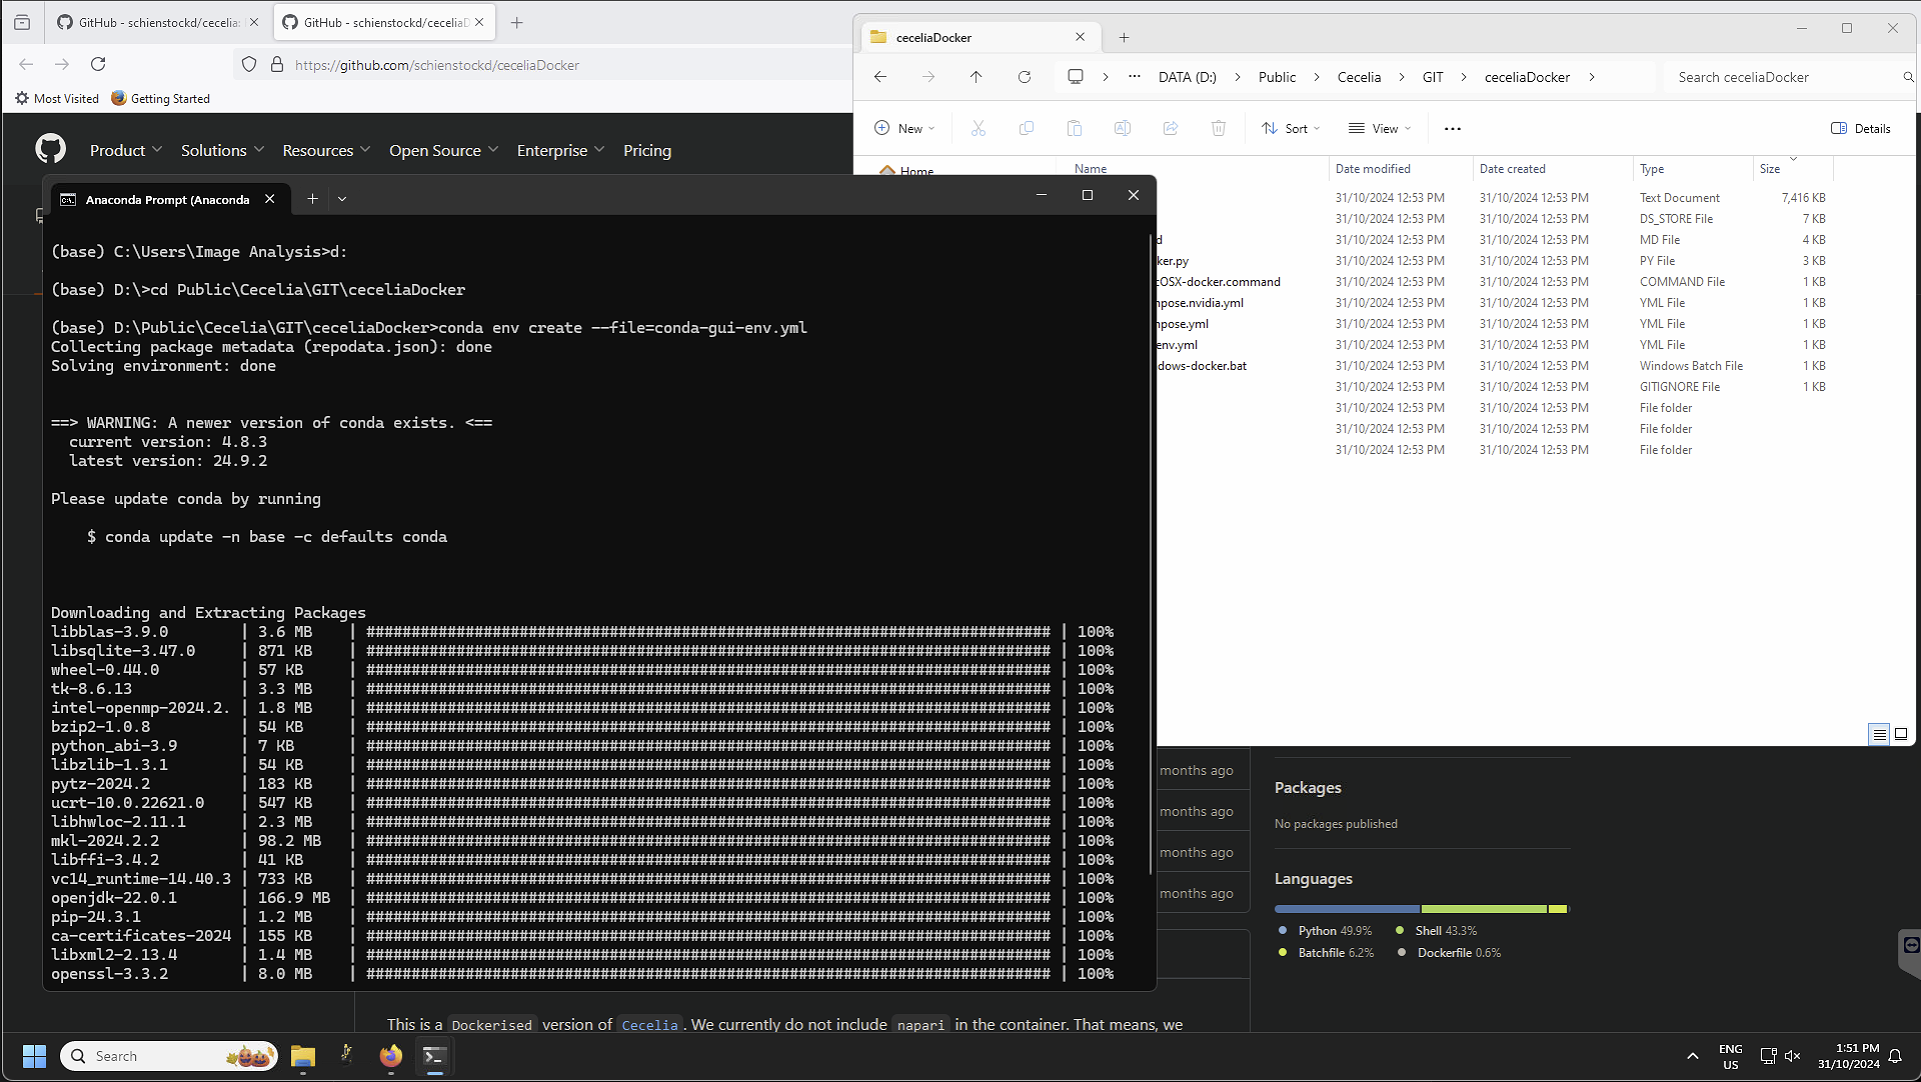 GitHub - schienstockd/cecelia:
GitHub - schienstockd/ceceliaD
https://github.com/schienstockd/ceceliaDocker
Most Visited
Getting Started
Product
Solutions
Resources
Open Source
Enterprise
Pricing
ceceliaDocker
DATA (D:)
Public
Cecelia
GIT
ceceliaDocker
Search ceceliaDocker
New
Sort
View
Details
Home
Name
Date modified
Date created
Type
Size
31/10/2024 12:53 PM 31/10/2024 12:53 PM Text Document 7,416 KB
31/10/2024 12:53 PM 31/10/2024 12:53 PM DS_STORE File 7 KB
d 31/10/2024 12:53 PM 31/10/2024 12:53 PM MD File 4 KB
ker.py 31/10/2024 12:53 PM 31/10/2024 12:53 PM PY File 3 KB
cOSX-docker.command 31/10/2024 12:53 PM 31/10/2024 12:53 PM COMMAND File 1 KB
npose.nvidia.yml 31/10/2024 12:53 PM 31/10/2024 12:53 PM YML File 1 KB
npose.yml 31/10/2024 12:53 PM 31/10/2024 12:53 PM YML File 1 KB
env.yml 31/10/2024 12:53 PM 31/10/2024 12:53 PM YML File 1 KB
dows-docker.bat 31/10/2024 12:53 PM 31/10/2024 12:53 PM Windows Batch File 1 KB
31/10/2024 12:53 PM 31/10/2024 12:53 PM GITIGNORE File 1 KB
31/10/2024 12:53 PM 31/10/2024 12:53 PM File folder
31/10/2024 12:53 PM 31/10/2024 12:53 PM File folder
31/10/2024 12:53 PM 31/10/2024 12:53 PM File folder
Anaconda Prompt (Anaconda
(base) C:\Users\Image Analysis>d:
(base) D:\>cd Public\Cecelia\GIT\ceceliaDocker
(base) D:\Public\Cecelia\GIT\ceceliaDocker>conda env create --file=conda-gui-env.yml
Collecting package metadata (repodata.json): done
Solving environment: done
==> WARNING: A newer version of conda exists. <==
current version: 4.8.3
latest version: 24.9.2
Please update conda by running
$ conda update -n base -c defaults conda
Downloading and Extracting Packages
libblas-3.9.0 | 3.6 MB | ############################################################################ | 100%
libsqlite-3.47.0 | 871 KB | ############################################################################ | 100%
wheel-0.44.0 | 57 KB | ############################################################################ | 100%
tk-8.6.13 | 3.3 MB | ############################################################################ | 100%
intel-openmp-2024.2. | 1.8 MB | ############################################################################ | 100%
bzip2-1.0.8 | 54 KB | ############################################################################ | 100%
python_abi-3.9 | 7 KB | ############################################################################ | 100%
libzlib-1.3.1 | 54 KB | ############################################################################ | 100%
pytz-2024.2 | 183 KB | ############################################################################ | 100%
ucrt-10.0.22621.0 | 547 KB | ############################################################################ | 100%
libhwloc-2.11.1 | 2.3 MB | ############################################################################ | 100%
mkl-2024.2.2 | 98.2 MB | ############################################################################ | 100%
libffi-3.4.2 | 41 KB | ############################################################################ | 100%
vc14_runtime-14.40.3 | 733 KB | ############################################################################ | 100%
openjdk-22.0.1 | 166.9 MB | ############################################################################ | 100%
pip-24.3.1 | 1.2 MB | ############################################################################ | 100%
ca-certificates-2024 | 155 KB | ############################################################################ | 100%
libxml2-2.13.4 | 1.4 MB | ############################################################################ | 100%
openssl-3.3.2 | 8.0 MB | ############################################################################ | 100%
months ago
months ago
months ago
months ago
Packages
No packages published
Languages
Python 49.9%
Shell 43.3%
Batchfile 6.2%
Dockerfile 0.6%
This is a Dockerised version of Cecelia. We currently do not include napari in the container. That means, we
Search
ENG
US
1:51 PM
31/10/2024